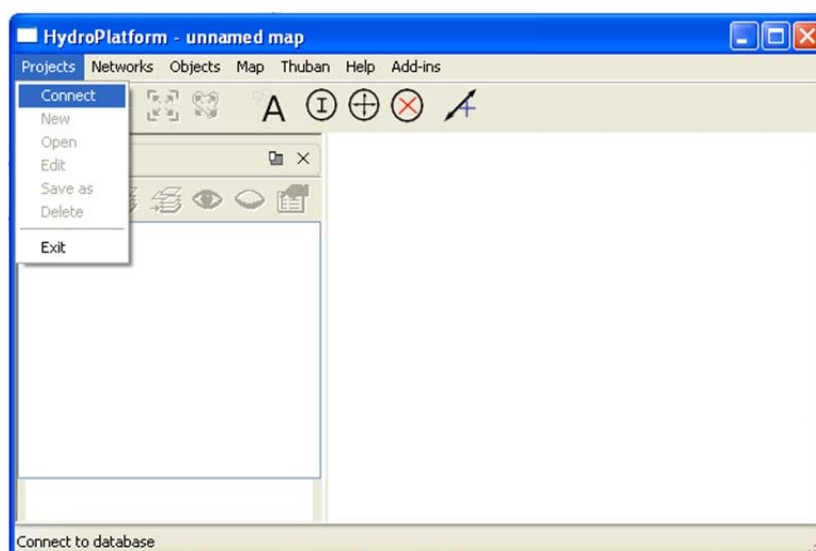 HydroPlatform - unnamed map
Projects Networks Objects Map Thuban Help Add-ins
Connect
New
Open
Edit
Save as
Delete
Exit
A I
Connect to database